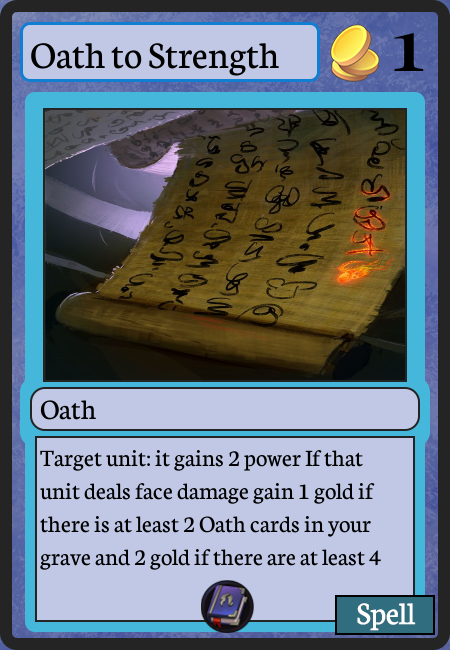 Oath to Strength
1
Oath
Target unit: it gains 2 power If that
unit deals face damage gain 1 gold if
there is at least 2 Oath cards in your
grave and 2 gold if there are at least 4
Spell